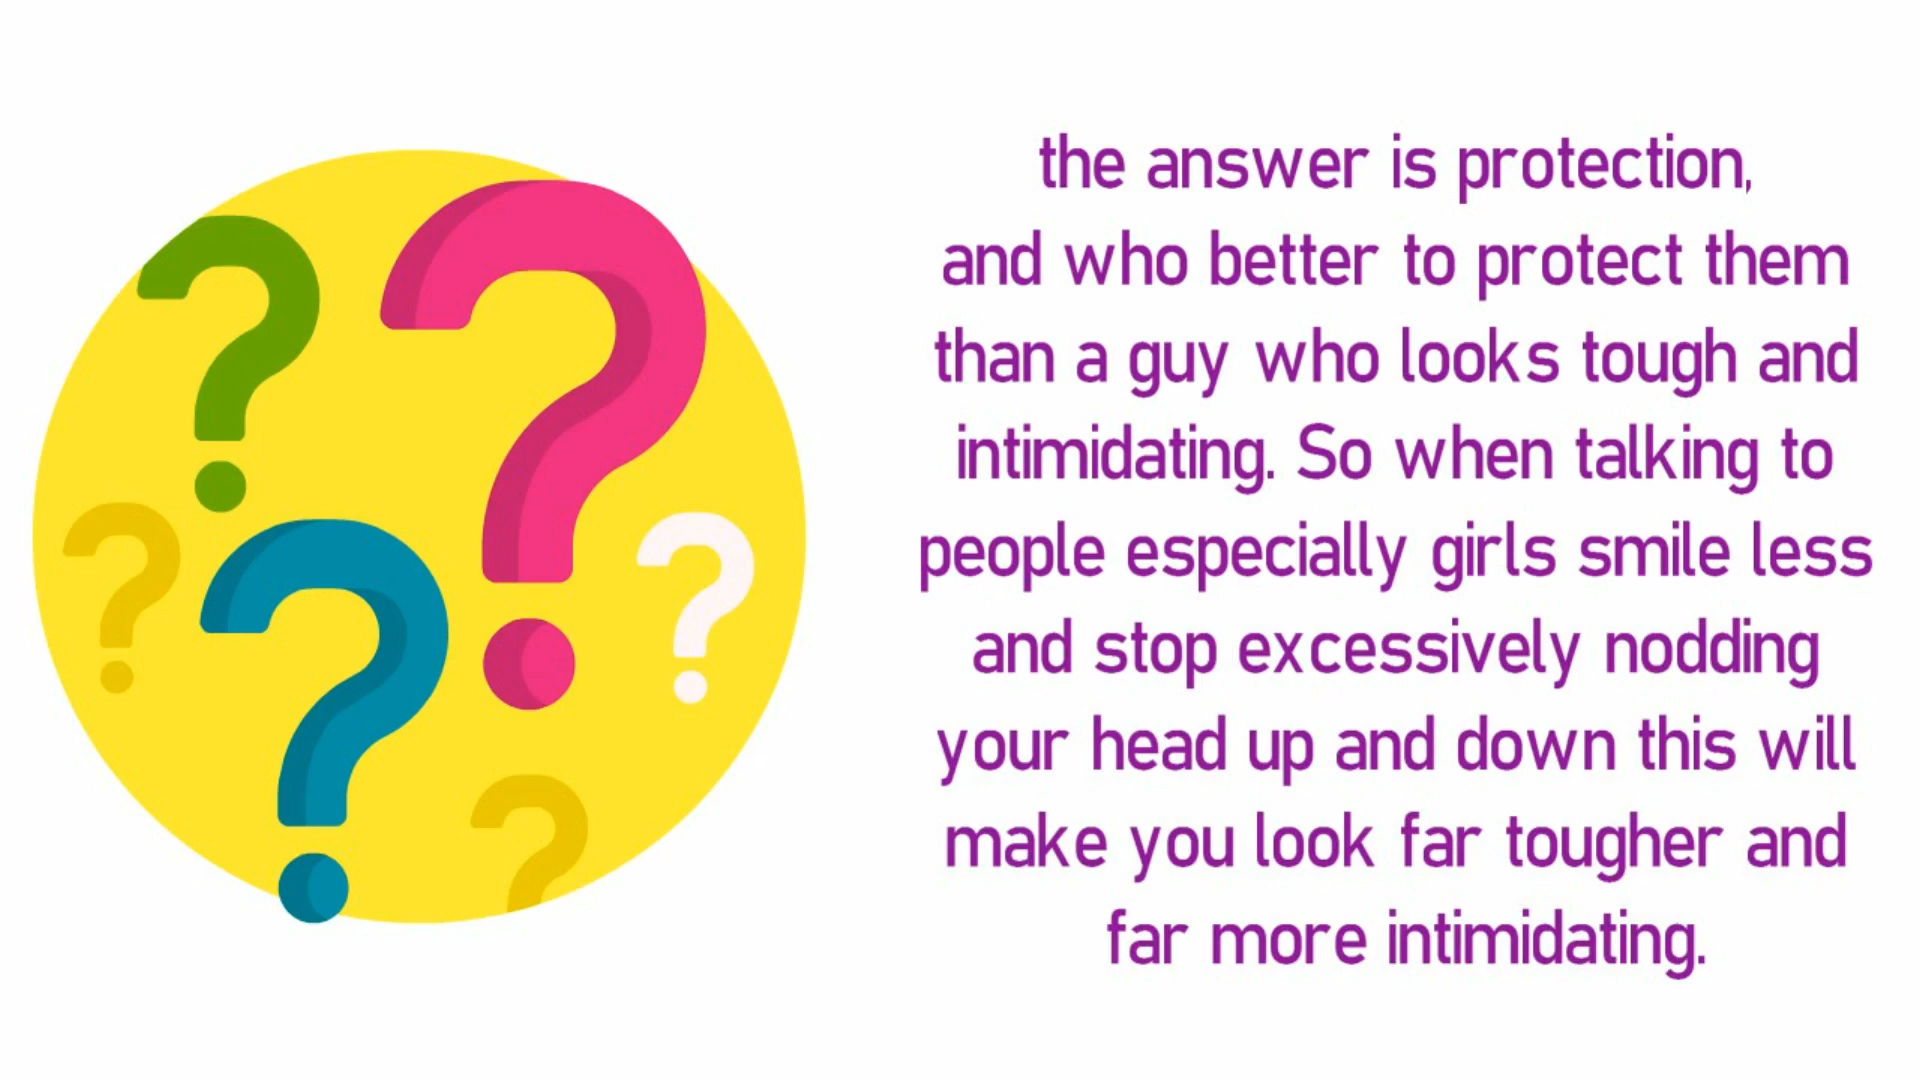 the answer is protection,
and who better to protect them
than a guy who looks tough and
intimidating. So when talking to
people especially girls smile less
and stop excessively nodding
your head up and down this will
make you look far tougher and
far more intimidating.